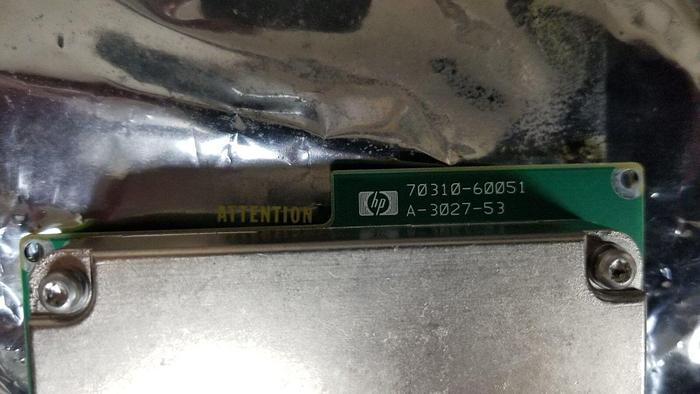 70310-60051
hp A-3027-53
ATTENTION